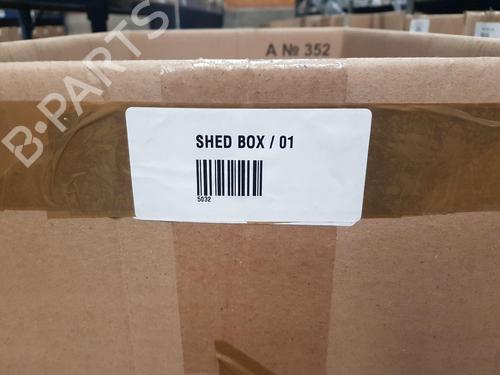 A № 352
B-PARTS
SHED BOX / 01
5032